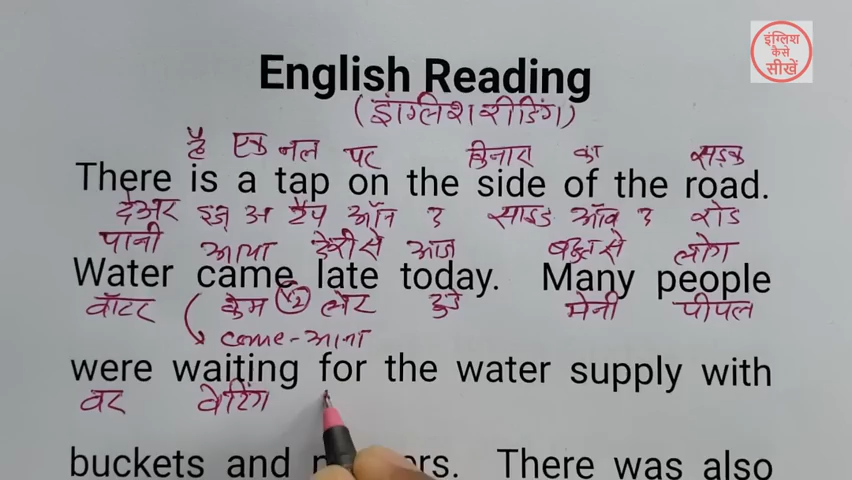 इंग्लिश
कैसे
सीखें
English Reading
(इंग्लिश रीडिंग)
है एक नल पर किनारे का सड़क
There is a tap on the side of the road.
देअर इज अ टैप ऑन द साइड ऑव द रोड
पानी आया देरी से आज बहुत से लोग
Water came late today. Many people
वॉटर केम V2 लेट टुडे मेनी पीपल
come-आना
were waiting for the water supply with
वर वेटिंग
buckets and
There was also